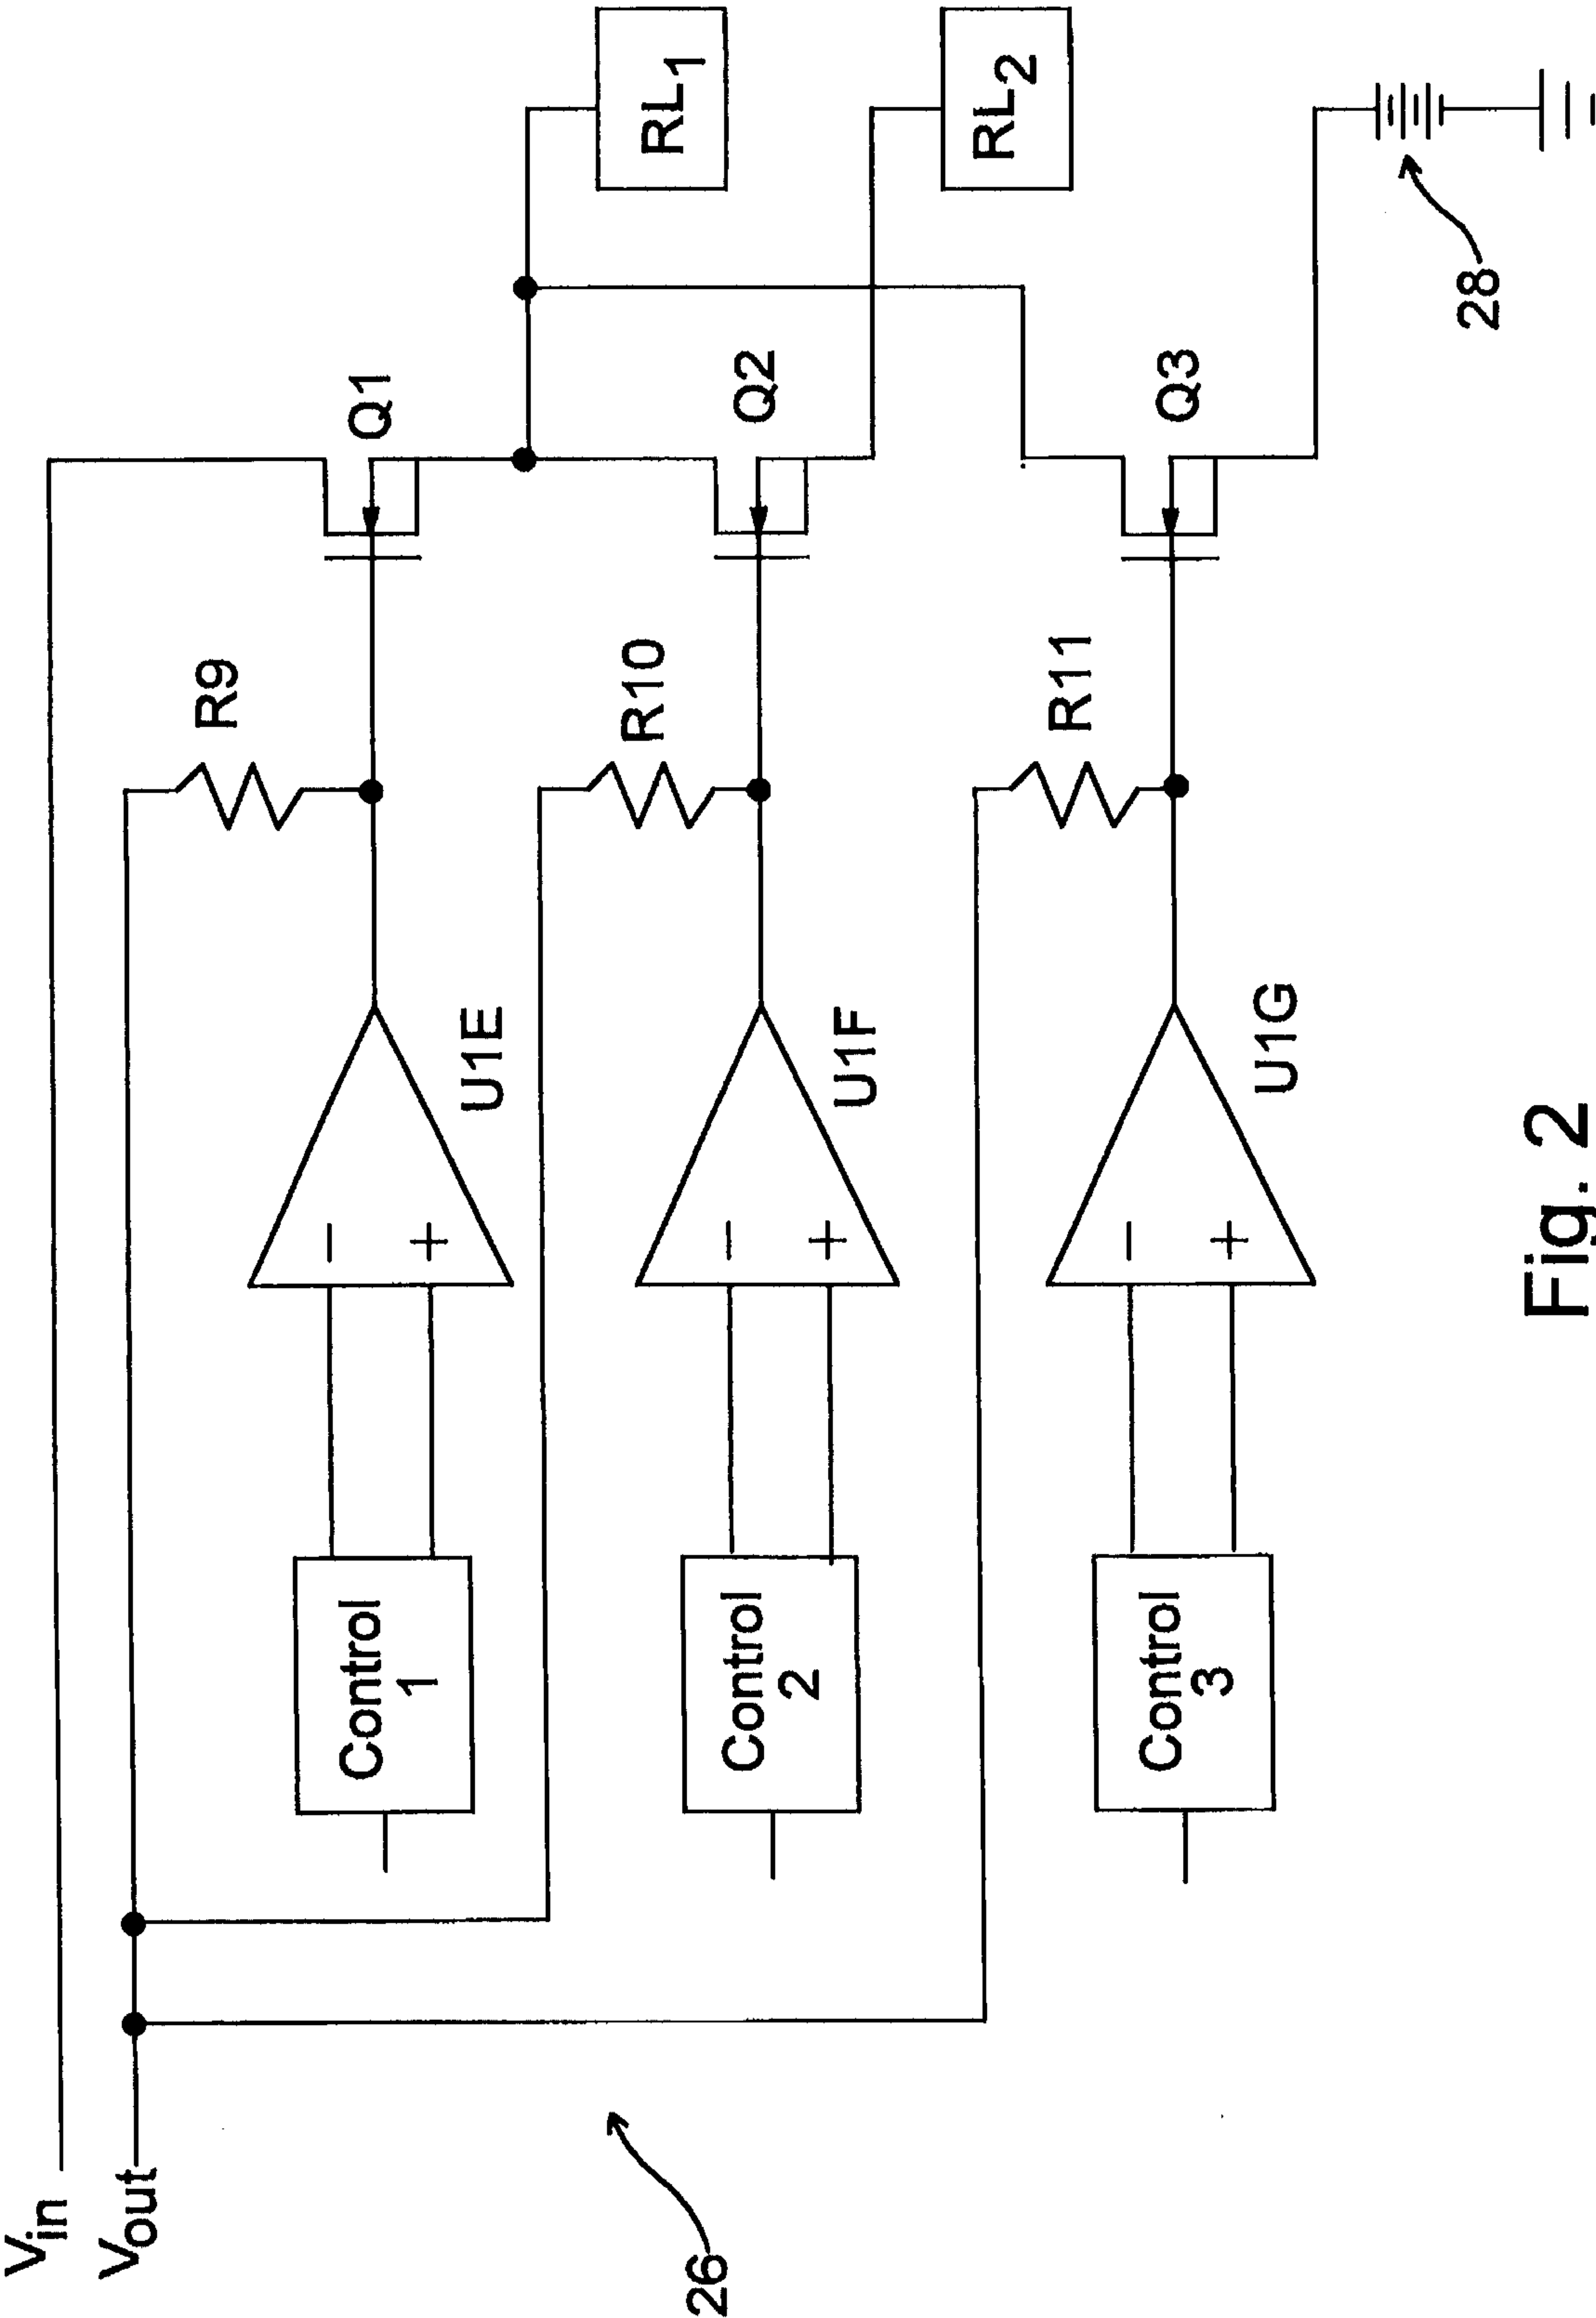 Vin
Vout
R9
Q1
RL1
Control
1
U1E
R10
Q2
RL2
Control
2
U1F
R11
Q3
Control
3
U1G
26
28
Fig. 2